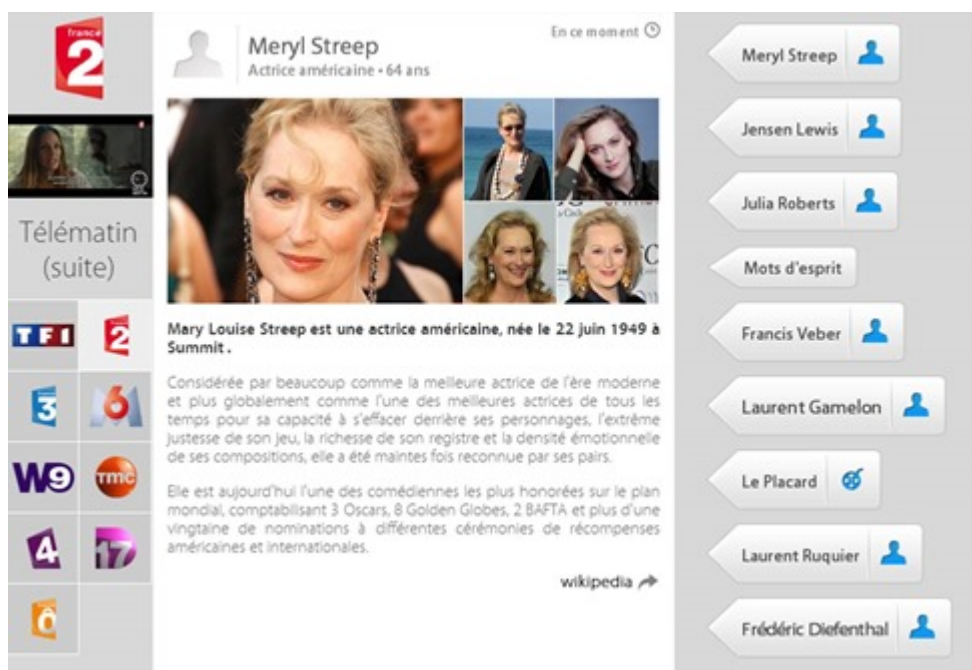 france
2
Télématin
(suite)
TF1
2
3
6
W9
TMC
4
17
ô
Meryl Streep
Actrice américaine • 64 ans
En ce moment
Mary Louise Streep est une actrice américaine, née le 22 juin 1949 à
Summit .
Considérée par beaucoup comme la meilleure actrice de l'ère moderne
et plus globalement comme l'une des meilleures actrices de tous les
temps pour sa capacité à s'effacer derrière ses personnages, l'extrême
justesse de son jeu, la richesse de son registre et la densité émotionnelle
de ses compositions, elle a été maintes fois reconnue par ses pairs.
Elle est aujourd'hui l'une des comédiennes les plus honorées sur le plan
mondial, comptabilisant 3 Oscars, 8 Golden Globes, 2 BAFTA et plus d'une
vingtaine de nominations à différentes cérémonies de récompenses
américaines et internationales.
wikipedia
Meryl Streep
Jensen Lewis
Julia Roberts
Mots d'esprit
Francis Veber
Laurent Gamelon
Le Placard
Laurent Ruquier
Frédéric Diefenthal